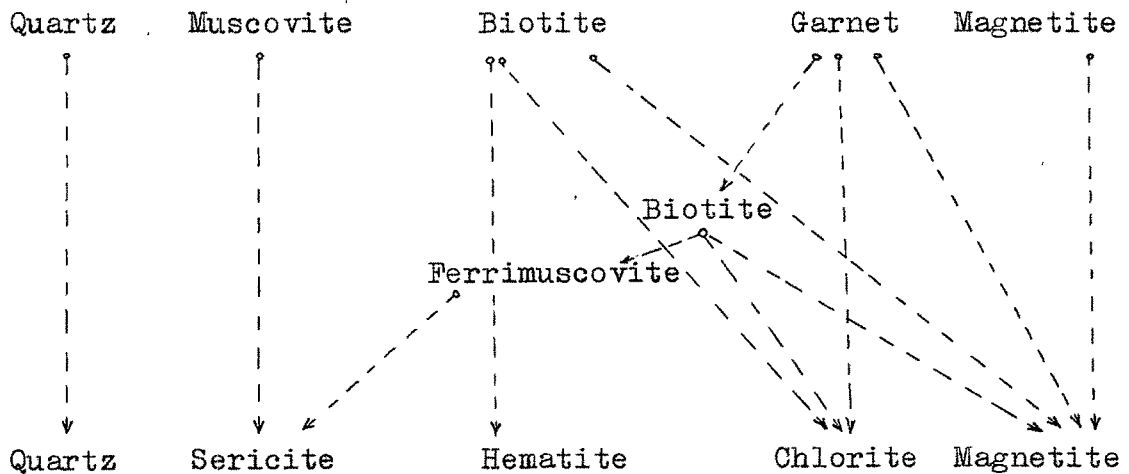 Quartz Muscovite Biotite Garnet Magnetite
Biotite
Ferrimuscovite
Quartz Sericite Hematite Chlorite Magnetite